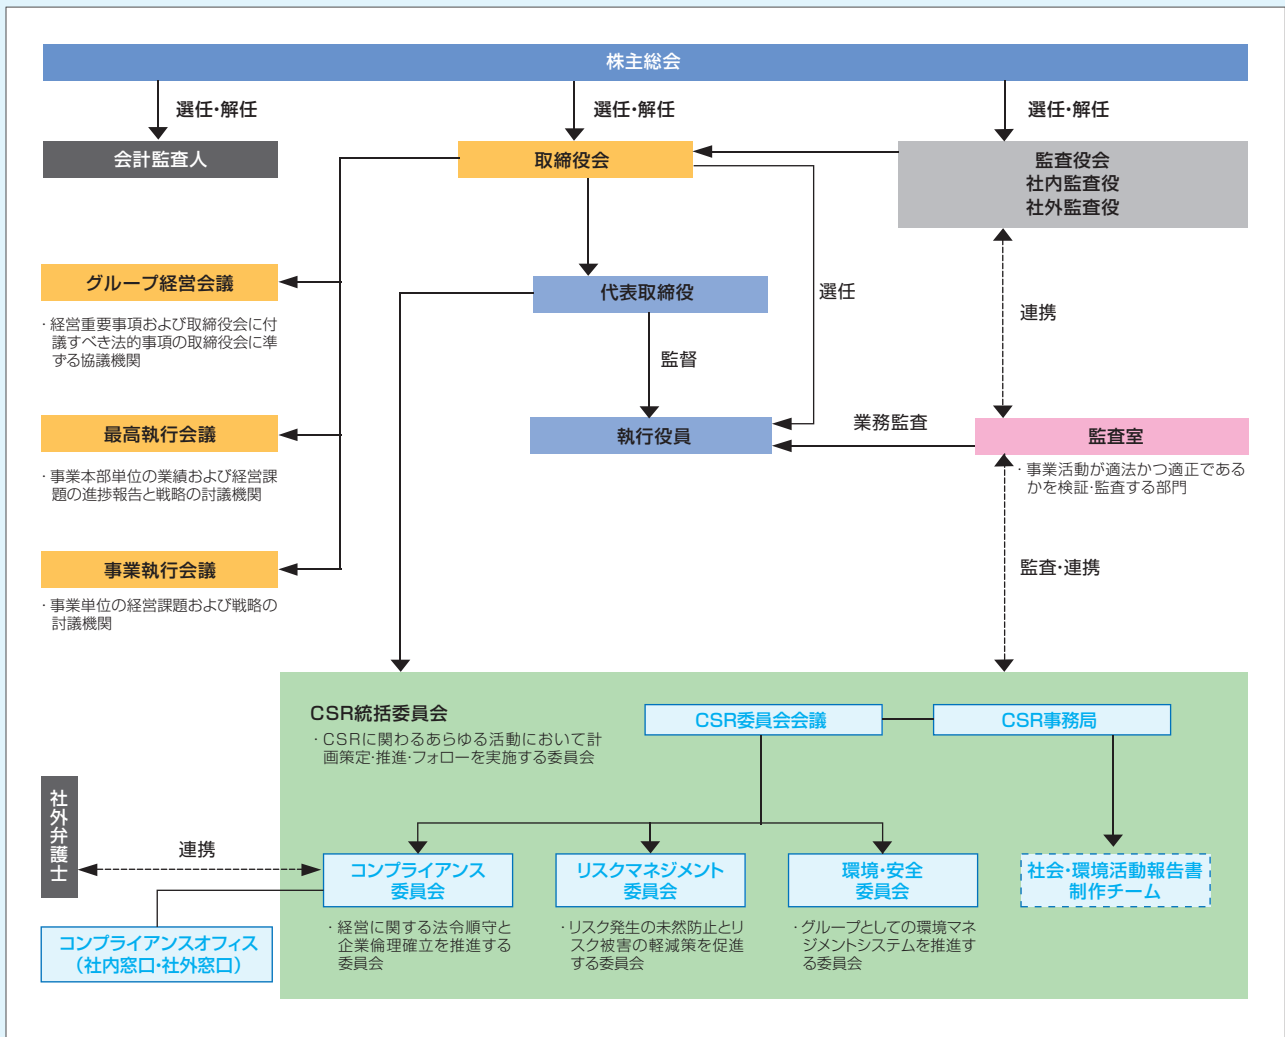 株主総会
選任・解任
選任・解任
選任・解任
会計監査人
取締役会
監査役会
社内監査役
社外監査役
グループ経営会議
・経営重要事項および取締役会に付
議すべき法的事項の取締役会に準
ずる協議機関
代表取締役
選任
連携
監督
最高執行会議
・事業本部単位の業績および経営課
題の進捗報告と戦略の討議機関
執行役員
業務監査
監査室
・事業活動が適法かつ適正である
かを検証・監査する部門
事業執行会議
・事業単位の経営課題および戦略の
討議機関
監査・連携
CSR統括委員会
・CSRに関わるあらゆる活動において計
画策定・推進・フォローを実施する委員会
CSR委員会会議
CSR事務局
社外弁護士
連携
コンプライアンス
委員会
・経営に関する法令順守と
企業倫理確立を推進する
委員会
リスクマネジメント
委員会
・リスク発生の未然防止とリ
スク被害の軽減策を促進
する委員会
環境・安全
委員会
・グループとしての環境マネ
ジメントシステムを推進す
る委員会
社会・環境活動報告書
制作チーム
コンプライアンスオフィス
（社内窓口・社外窓口）